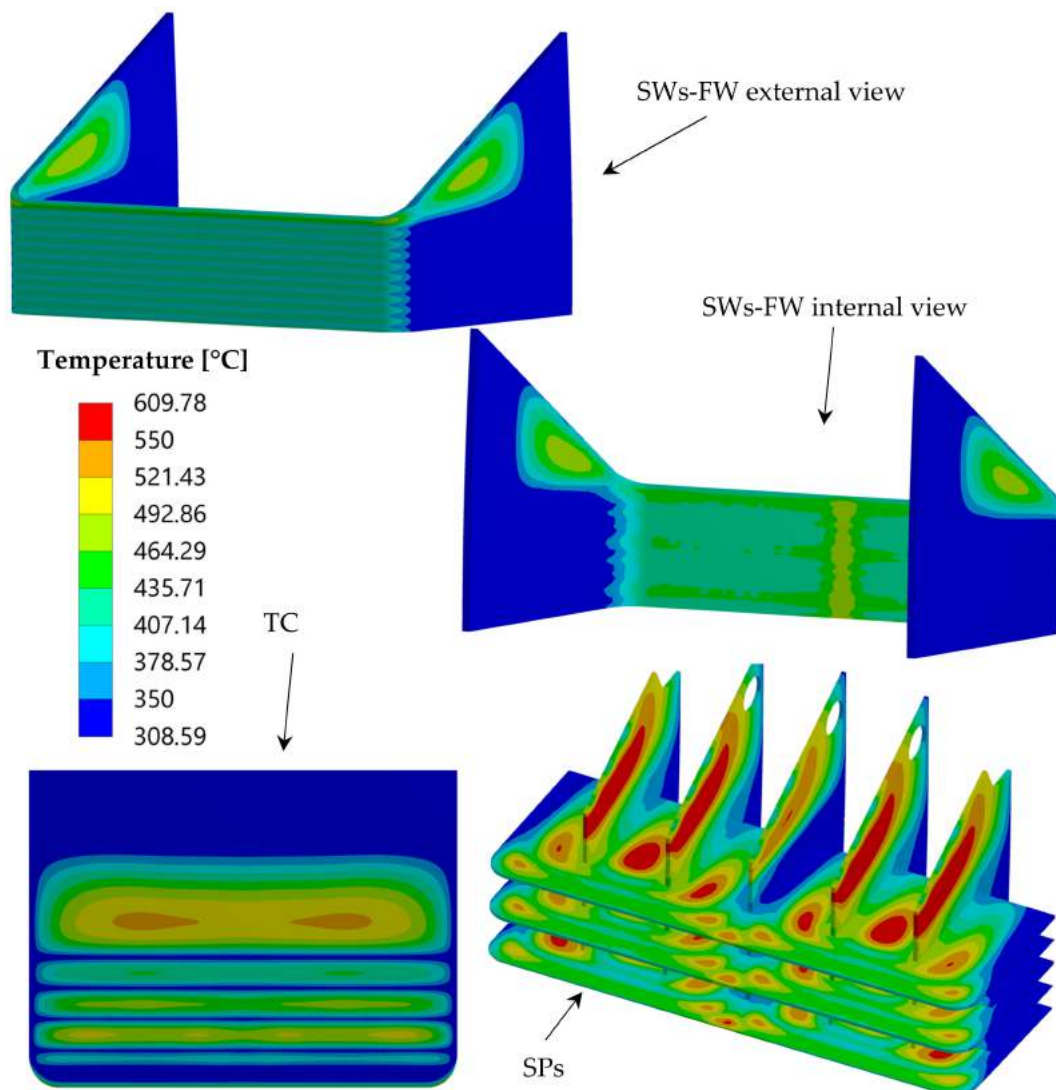 SWs-FW external view
SWs-FW internal view
Temperature [°C]
609.78
550
521.43
492.86
464.29
435.71
407.14
378.57
350
308.59
TC
SPs